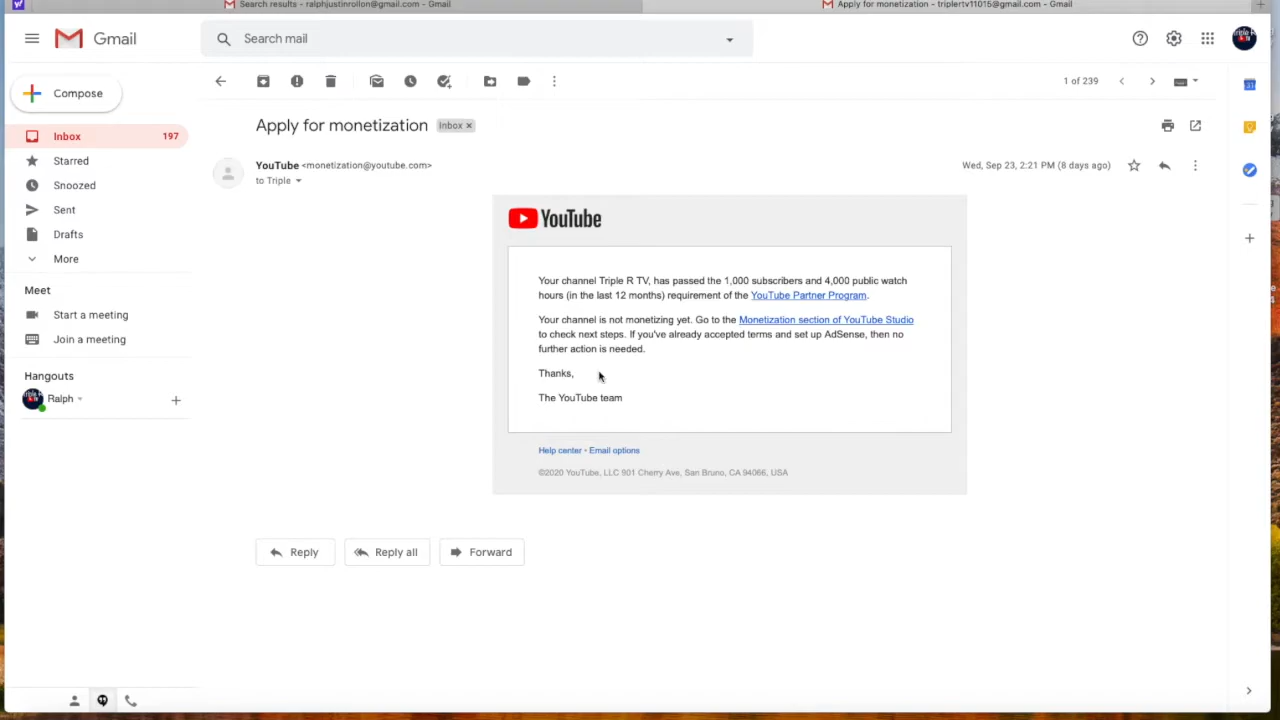 Search results - ralphjustinrollon@gmail.com - Gmail
Apply for monetization - triplertv11015@gmail.com - Gmail
Gmail
Search mail
Compose
1 of 239
Inbox 197
Starred
Snoozed
Sent
Drafts
More
Meet
Start a meeting
Join a meeting
Hangouts
Ralph
Apply for monetization Inbox x
YouTube <monetization@youtube.com>
Wed, Sep 23, 2:21 PM (8 days ago)
to Triple
YouTube
Your channel Triple R TV, has passed the 1,000 subscribers and 4,000 public watch
hours (in the last 12 months) requirement of the YouTube Partner Program.
Your channel is not monetizing yet. Go to the Monetization section of YouTube Studio
to check next steps. If you've already accepted terms and set up AdSense, then no
further action is needed.
Thanks,
The YouTube team
Help center • Email options
©2020 YouTube, LLC 901 Cherry Ave, San Bruno, CA 94066, USA
Reply
Reply all
Forward